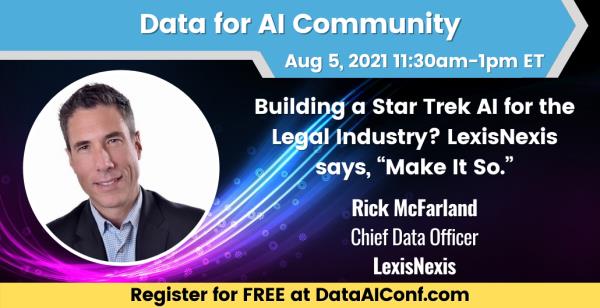 Data for AI Community
Aug 5, 2021 11:30am-1pm ET
Building a Star Trek AI for the
Legal Industry? LexisNexis
says, “Make It So.”
Rick McFarland
Chief Data Officer
LexisNexis
Register for FREE at DataAIConf.com